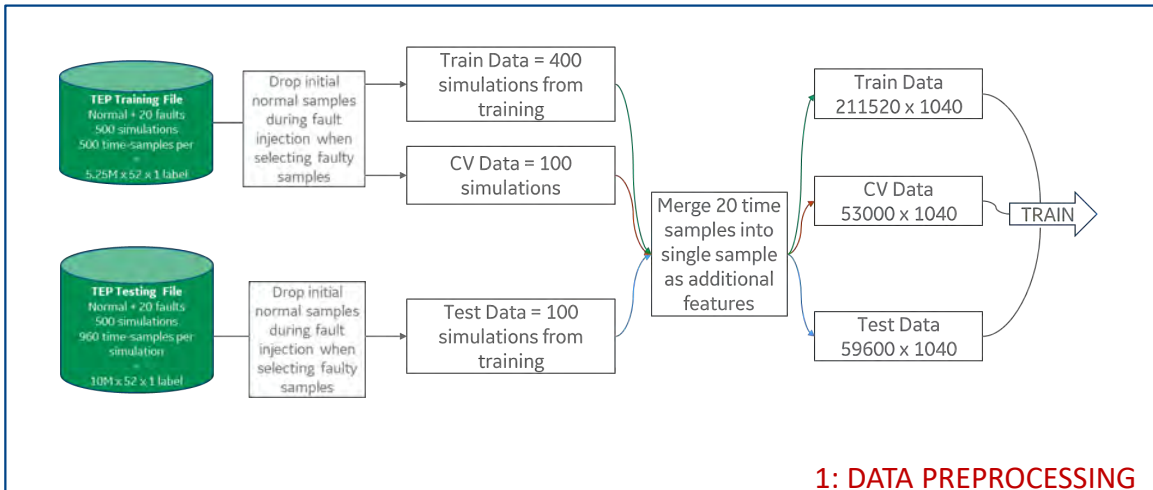 TEP Training File
Normal + 20 faults
500 simulations
500 time-samples per
=
5.25M x 52 x 1 label
Drop initial
normal samples
during fault
injection when
selecting faulty
samples
Train Data = 400
simulations from
training
CV Data = 100
simulations
TEP Testing File
Normal + 20 faults
500 simulations
960 time-samples per
simulation
=
10M x 52 x 1 label
Drop initial
normal samples
during fault
injection when
selecting faulty
samples
Test Data = 100
simulations from
training
Merge 20 time
samples into
single sample
as additional
features
Train Data
211520 x 1040
CV Data
53000 x 1040
Test Data
59600 x 1040
TRAIN
1: DATA PREPROCESSING